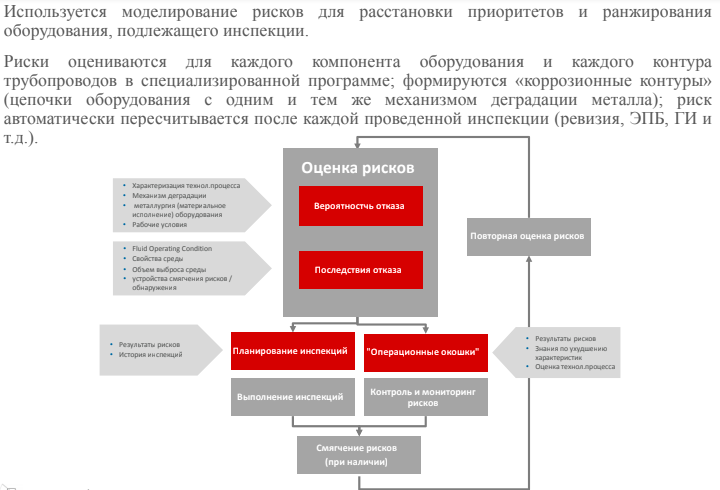 Используется моделирование рисков для расстановки приоритетов и ранжирования
оборудования, подлежащего инспекции.
Риски оцениваются для каждого компонента оборудования и каждого контура
трубопроводов в специализированной программе; формируются «коррозионные контуры»
(цепочки оборудования с одним и тем же механизмом деградации металла); риск
автоматически пересчитывается после каждой проведенной инспекции (ревизия, ЭПБ, ГИ и
т.д.).
Оценка рисков
• Характеризация технол.процесса
• Механизм деградации
• металлургия (материальное
исполнение) оборудования
• Рабочие условия
Вероятностчь отказа
• Fluid Operating Condition
• Свойства среды
• Объем выброса среды
• устройства смягчения рисков /
обнаружения
Последствия отказа
Повторная оценка рисков
• Результаты рисков
• История инспекций
Планирование инспекций
"Операционные окошки"
• Результаты рисков
• Знания по ухудшению
характеристик
• Оценка технол.процесса
Выполнение инспекций
Контроль и мониторинг
рисков
Смягчение рисков
(при наличии)